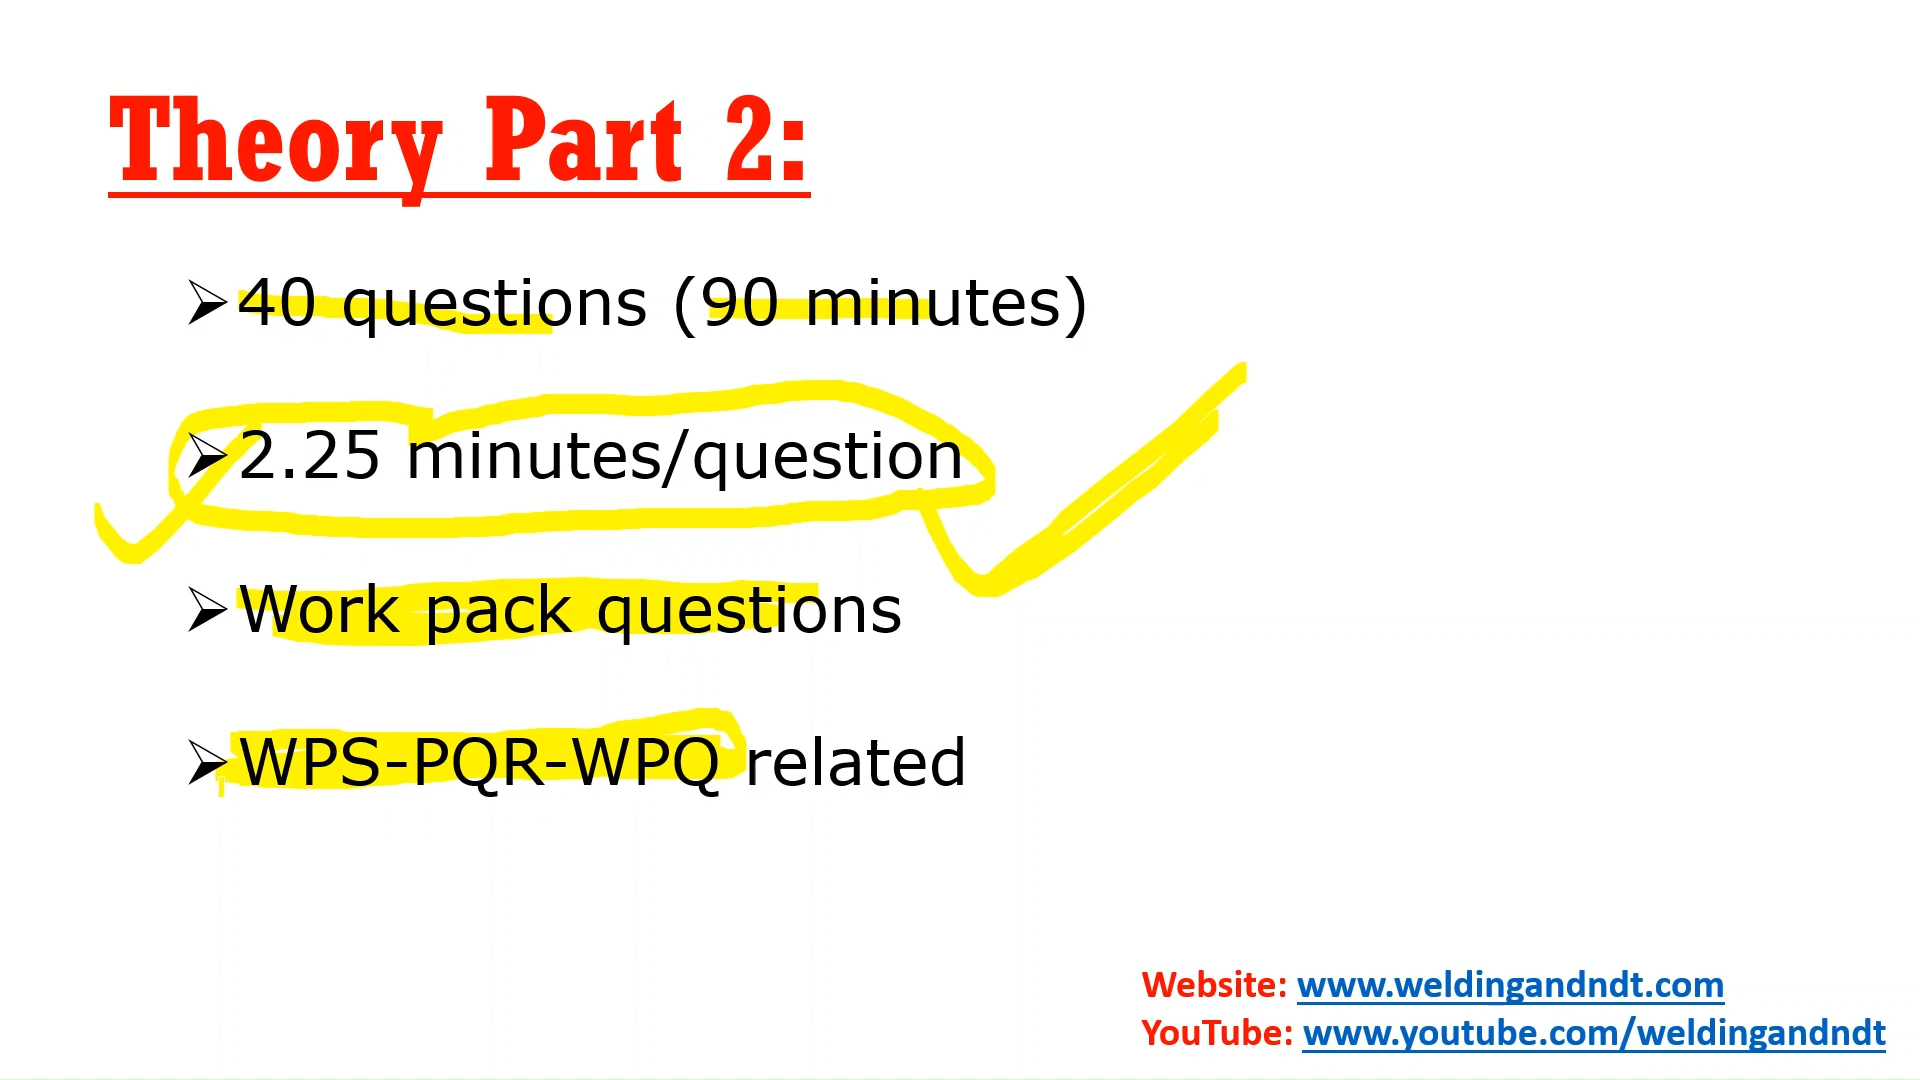 Theory Part 2:
➢40 questions (90 minutes)
➢2.25 minutes/question
➢Work pack questions
➢WPS-PQR-WPQ related
Website: www.weldingandndt.com
YouTube: www.youtube.com/weldingandndt